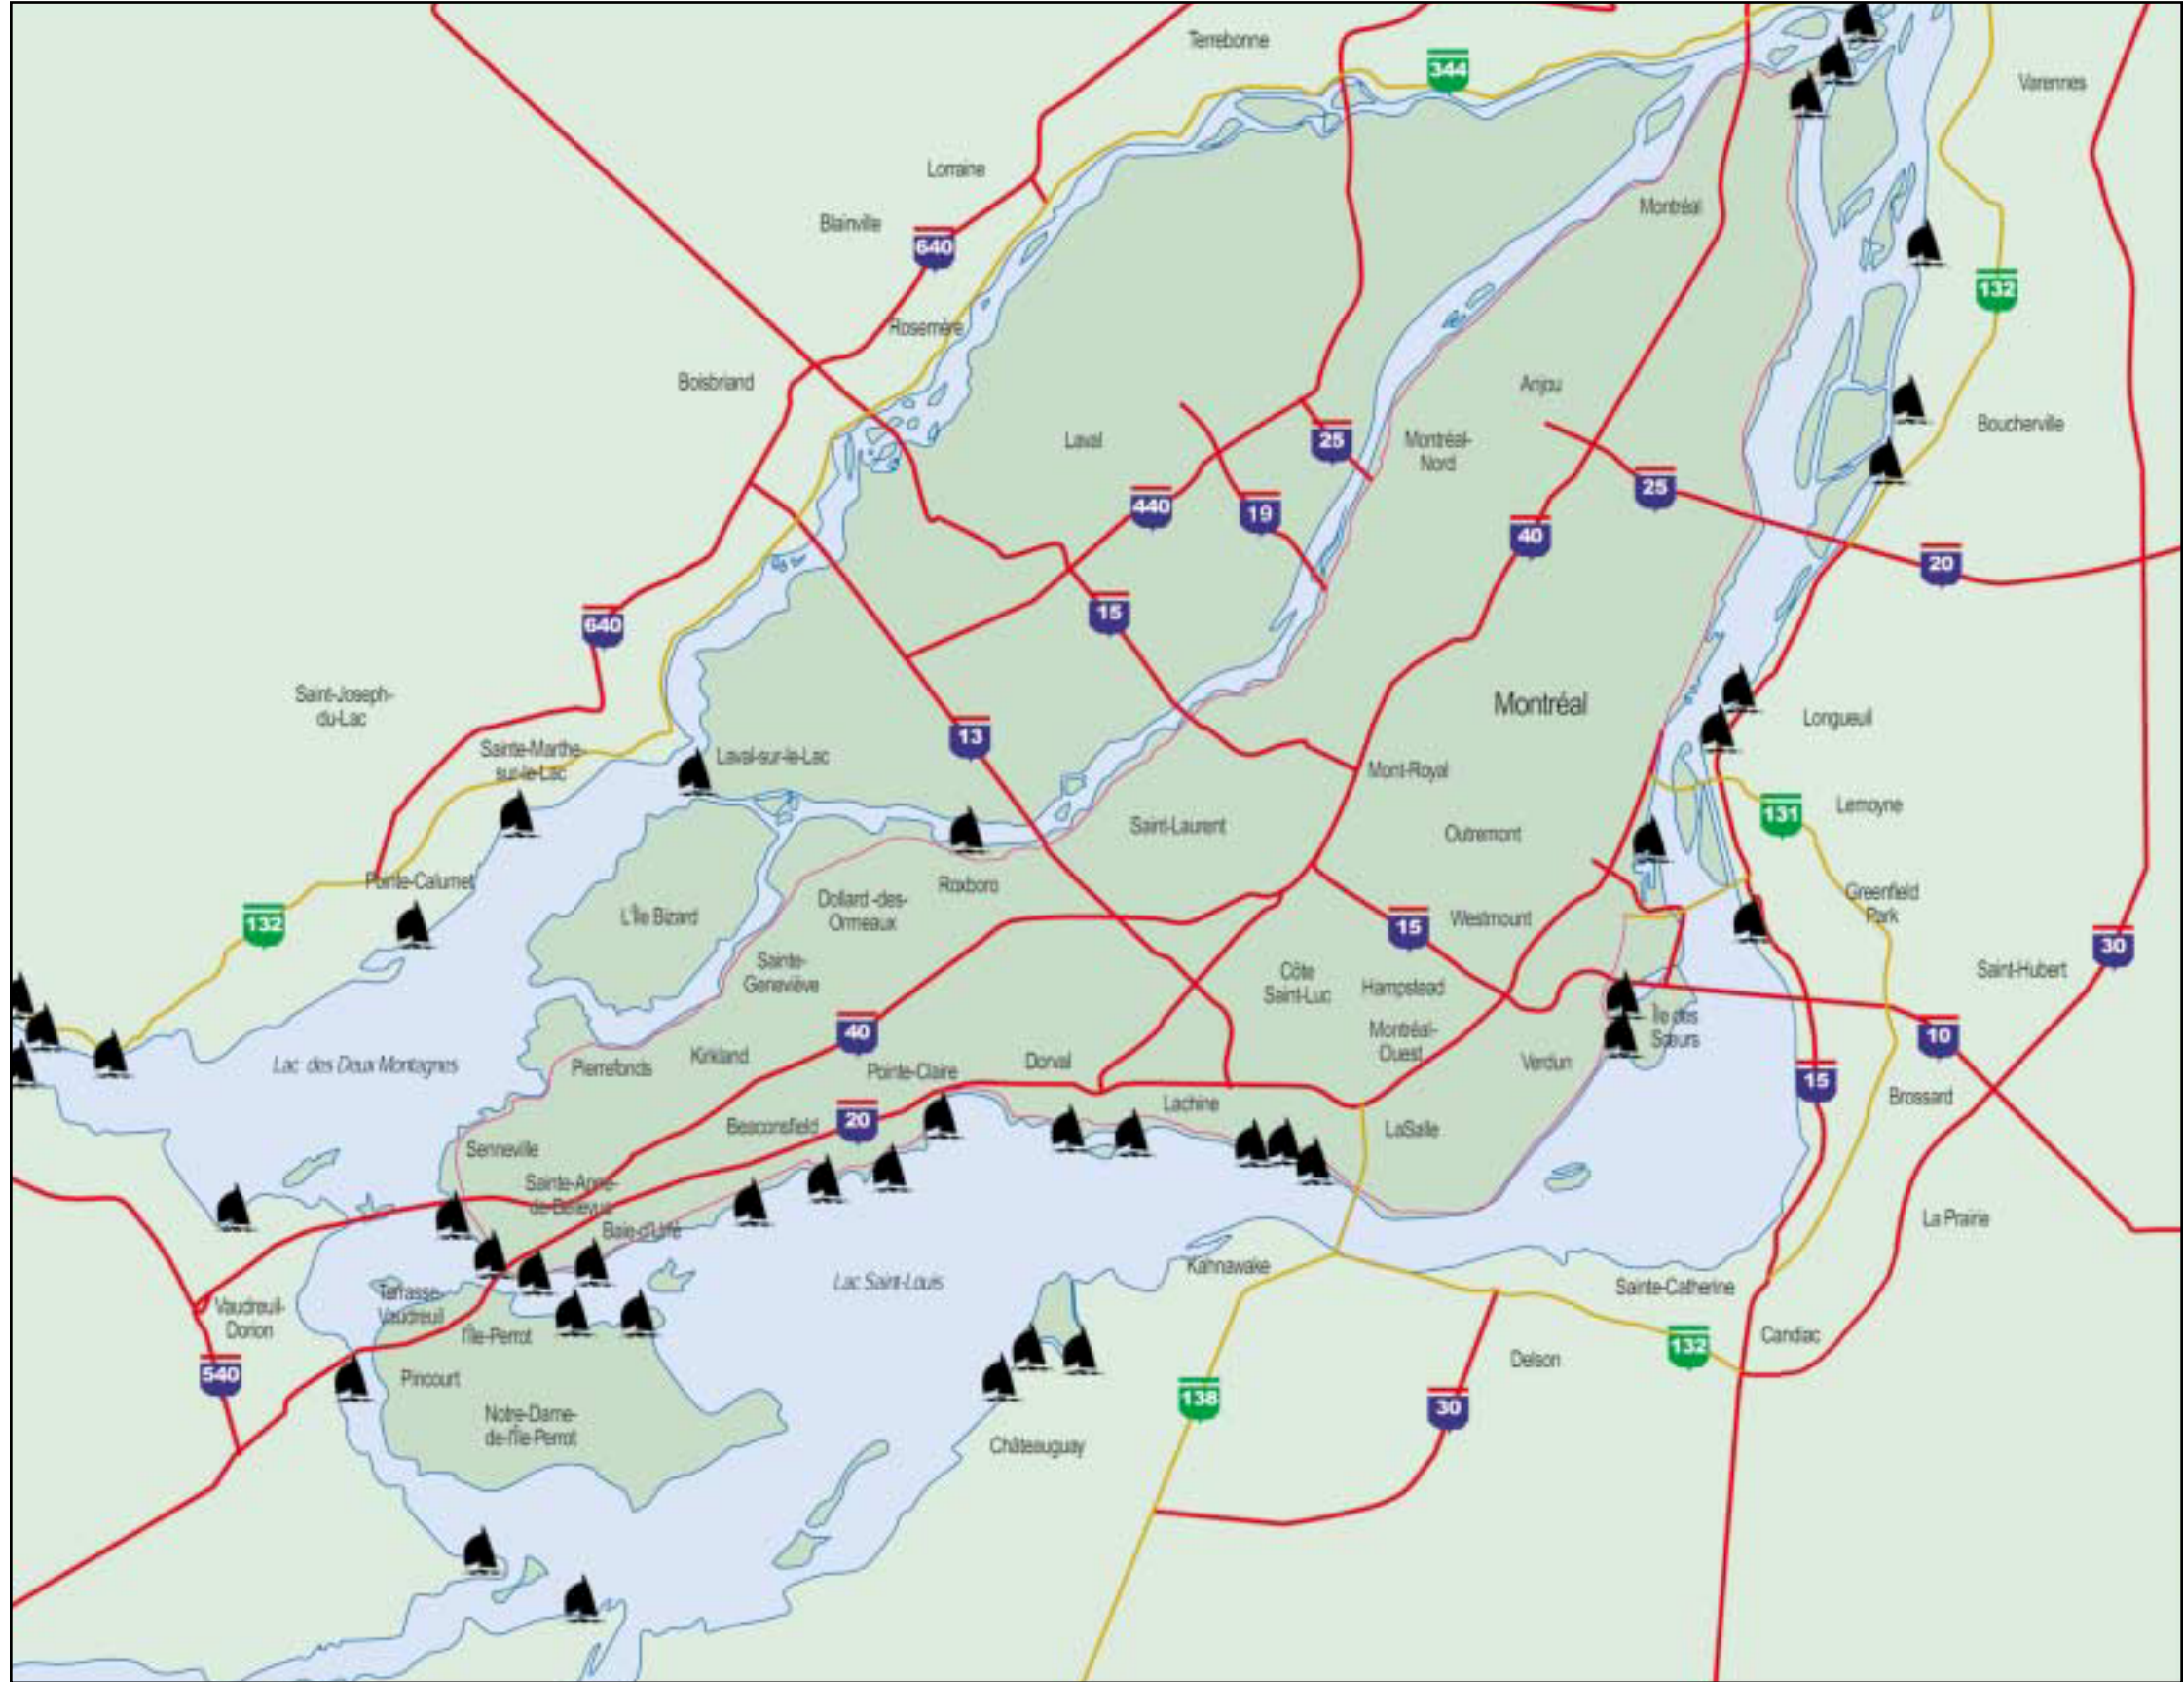 Terrebonne
344
Varennes
Lorraine
Montréal
Blainville
640
132
Rosemère
Boisbriand
Anjou
Laval
25
Montréal-
Nord
Boucherville
25
440
19
40
20
15
640
Saint-Joseph-
du-Lac
Montréal
Longueuil
13
Sainte-Marthe-
sur-le-Lac
Laval-sur-le-Lac
Mont-Royal
Lemoyne
131
Saint-Laurent
Outremont
Pointe-Calumet
Roxboro
Greenfield
Park
Dollard -des-
Ormeaux
L'Île Bizard
132
15
Westmount
30
Sainte-
Geneviève
Côte
Saint-Luc
Hampstead
Saint-Hubert
Île des
Sœurs
40
Montréal-
Ouest
10
Lac des Deux Montagnes
Pierrefonds
Kirkland
Pointe-Claire
Dorval
Verdun
15
Brossard
Lachine
20
Beaconsfield
LaSalle
Senneville
Sainte-Anne-
de-Bellevue
La Prairie
Baie-d'Urfé
Kahnawake
Lac Saint-Louis
Sainte-Catherine
Terrasse-
Vaudreuil
Vaudreuil-
Dorion
l'Île-Perrot
Candiac
132
Delson
540
Pincourt
138
30
Notre-Dame-
de-l'Île-Perrot
Châteauguay